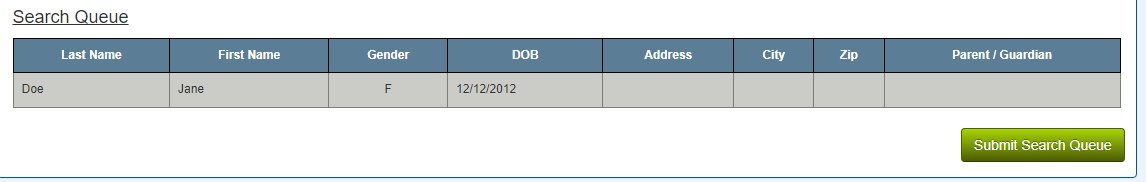 Search Queue
Last Name First Name Gender DOB Address City Zip Parent / Guardian
Doe Jane F 12/12/2012
Submit Search Queue